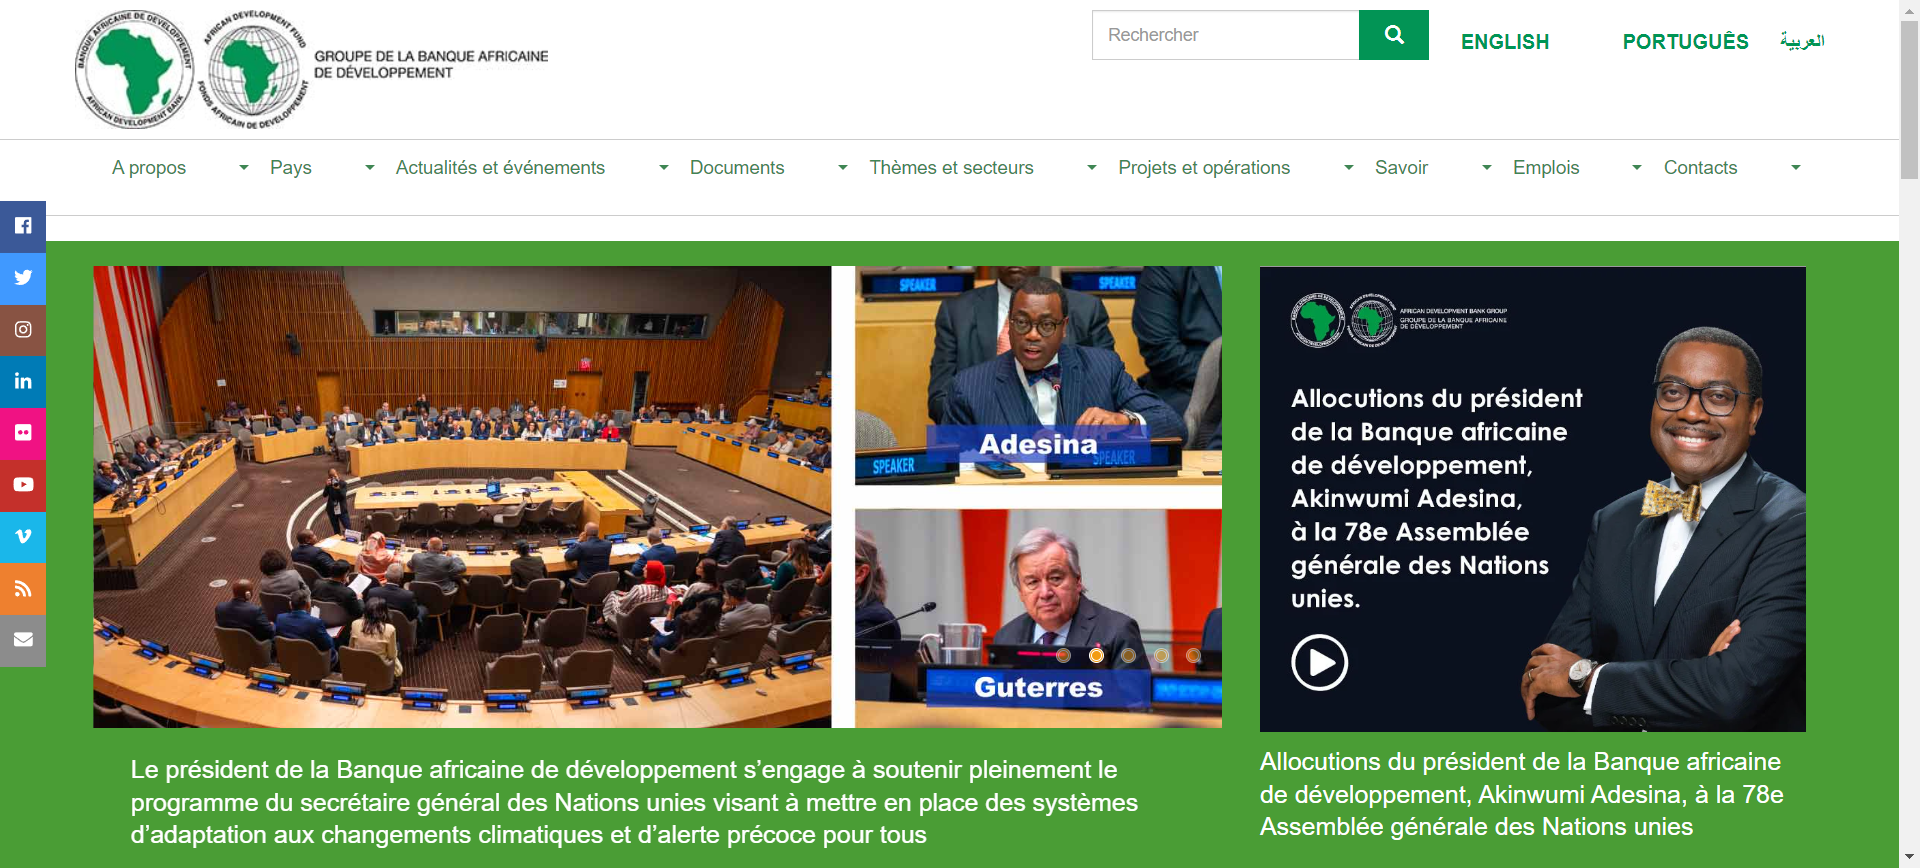 BANQUE AFRICAINE DE DÉVELOPPEMENT
AFRICAN DEVELOPMENT BANK
AFRICAN DEVELOPMENT FUND
FONDS AFRICAIN DE DÉVELOPPEMENT
GROUPE DE LA BANQUE AFRICAINE
DE DÉVELOPPEMENT
Rechercher
ENGLISH
PORTUGUÊS
العربية
A propos
Pays
Actualités et événements
Documents
Thèmes et secteurs
Projets et opérations
Savoir
Emplois
Contacts
SPEAKER
SPEAKER
Adesina
SPEAKER
SPEAKER
Guterres
AFRICAN DEVELOPMENT BANK GROUP
GROUPE DE LA BANQUE AFRICAINE
DE DÉVELOPPEMENT
Allocutions du président
de la Banque africaine
de développement,
Akinwumi Adesina,
à la 78e Assemblée
générale des Nations
unies.
Le président de la Banque africaine de développement s’engage à soutenir pleinement le
programme du secrétaire général des Nations unies visant à mettre en place des systèmes
d’adaptation aux changements climatiques et d’alerte précoce pour tous
Allocutions du président de la Banque africaine
de développement, Akinwumi Adesina, à la 78e
Assemblée générale des Nations unies